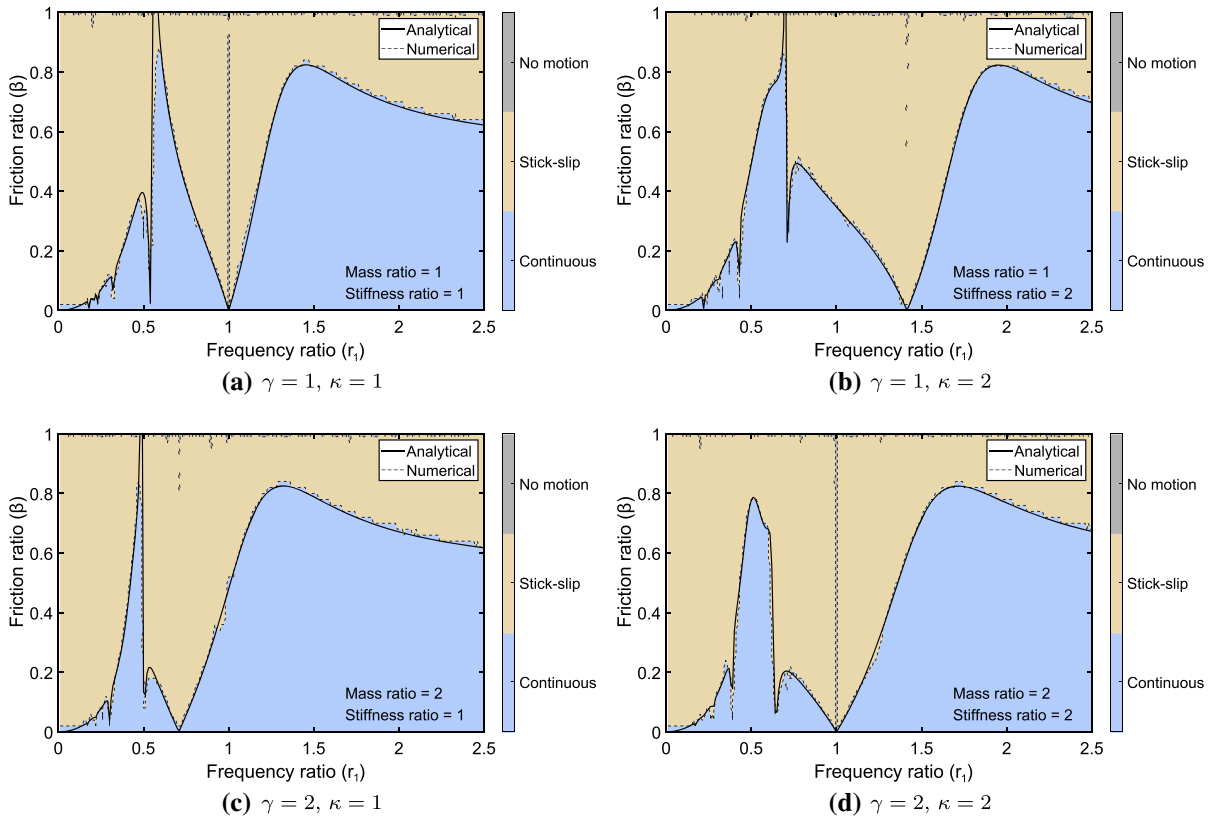 Analytical
Numerical
Mass ratio = 1
Stiffness ratio = 1
0
0.2
0.4
0.6
0.8
1
0 0.5 1 1.5 2 2.5
Friction ratio (β)
Frequency ratio (r₁)
No motion
Stick-slip
Continuous
(a) γ = 1, κ = 1
Analytical
Numerical
Mass ratio = 1
Stiffness ratio = 2
0
0.2
0.4
0.6
0.8
1
0 0.5 1 1.5 2 2.5
Friction ratio (β)
Frequency ratio (r₁)
No motion
Stick-slip
Continuous
(b) γ = 1, κ = 2
Analytical
Numerical
Mass ratio = 2
Stiffness ratio = 1
0
0.2
0.4
0.6
0.8
1
0 0.5 1 1.5 2 2.5
Friction ratio (β)
Frequency ratio (r₁)
No motion
Stick-slip
Continuous
(c) γ = 2, κ = 1
Analytical
Numerical
Mass ratio = 2
Stiffness ratio = 2
0
0.2
0.4
0.6
0.8
1
0 0.5 1 1.5 2 2.5
Friction ratio (β)
Frequency ratio (r₁)
No motion
Stick-slip
Continuous
(d) γ = 2, κ = 2